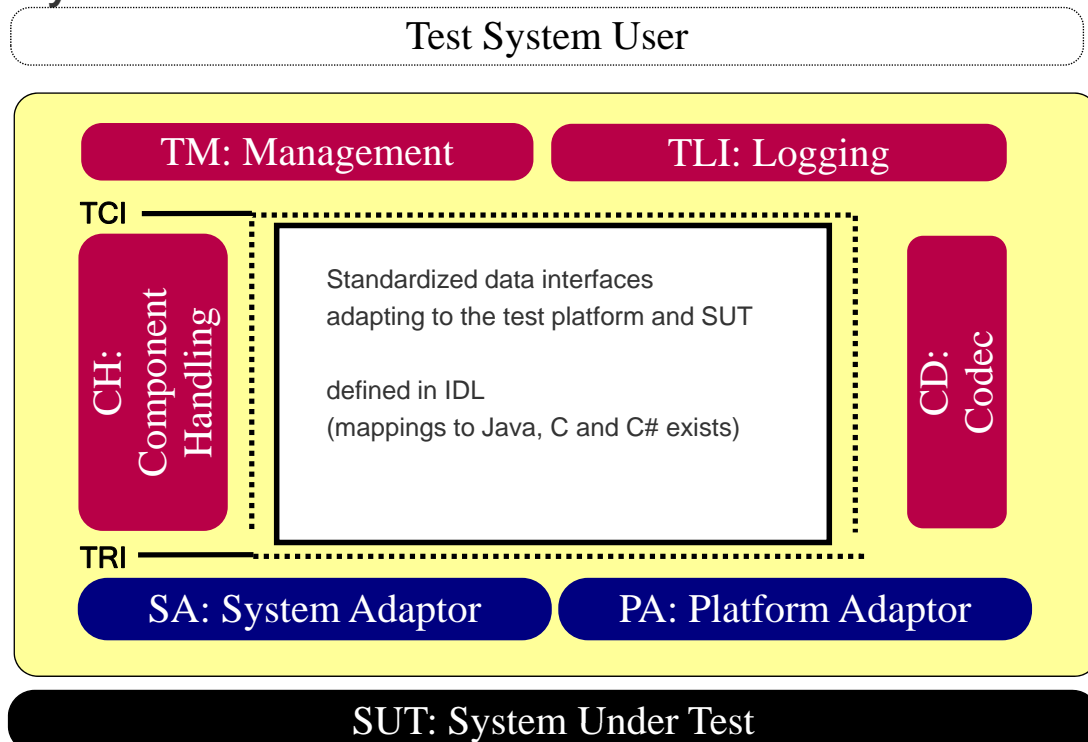 Test System User
TM: Management
TLI: Logging
TCI
CH:
Component
Handling
Standardized data interfaces
adapting to the test platform and SUT
defined in IDL
(mappings to Java, C and C# exists)
CD:
Codec
TRI
SA: System Adaptor
PA: Platform Adaptor
SUT: System Under Test